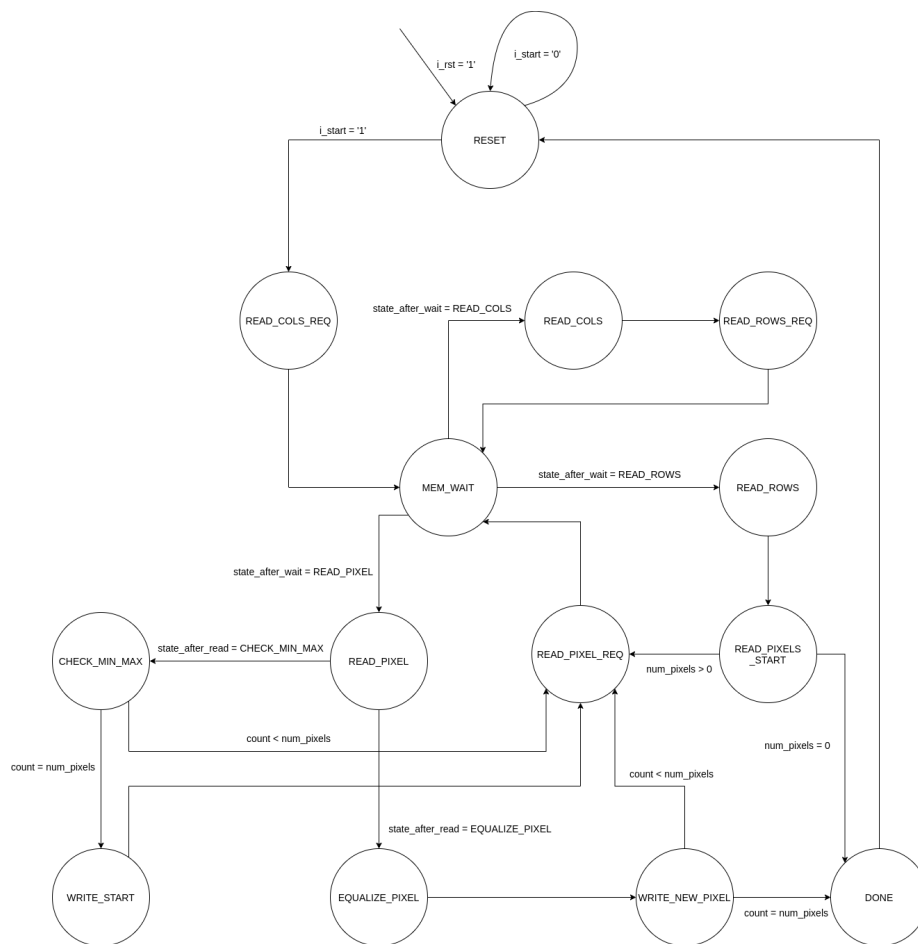 i_start = '0'
i_rst = '1'
i_start = '1'
RESET
state_after_wait = READ_COLS
READ_COLS_REQ
READ_COLS
READ_ROWS_REQ
state_after_wait = READ_ROWS
MEM_WAIT
READ_ROWS
state_after_wait = READ_PIXEL
state_after_read = CHECK_MIN_MAX
CHECK_MIN_MAX
READ_PIXEL
READ_PIXEL_REQ
READ_PIXELS
_START
num_pixels > 0
count < num_pixels
num_pixels = 0
count = num_pixels
count < num_pixels
state_after_read = EQUALIZE_PIXEL
WRITE_START
EQUALIZE_PIXEL
WRITE_NEW_PIXEL
DONE
count = num_pixels